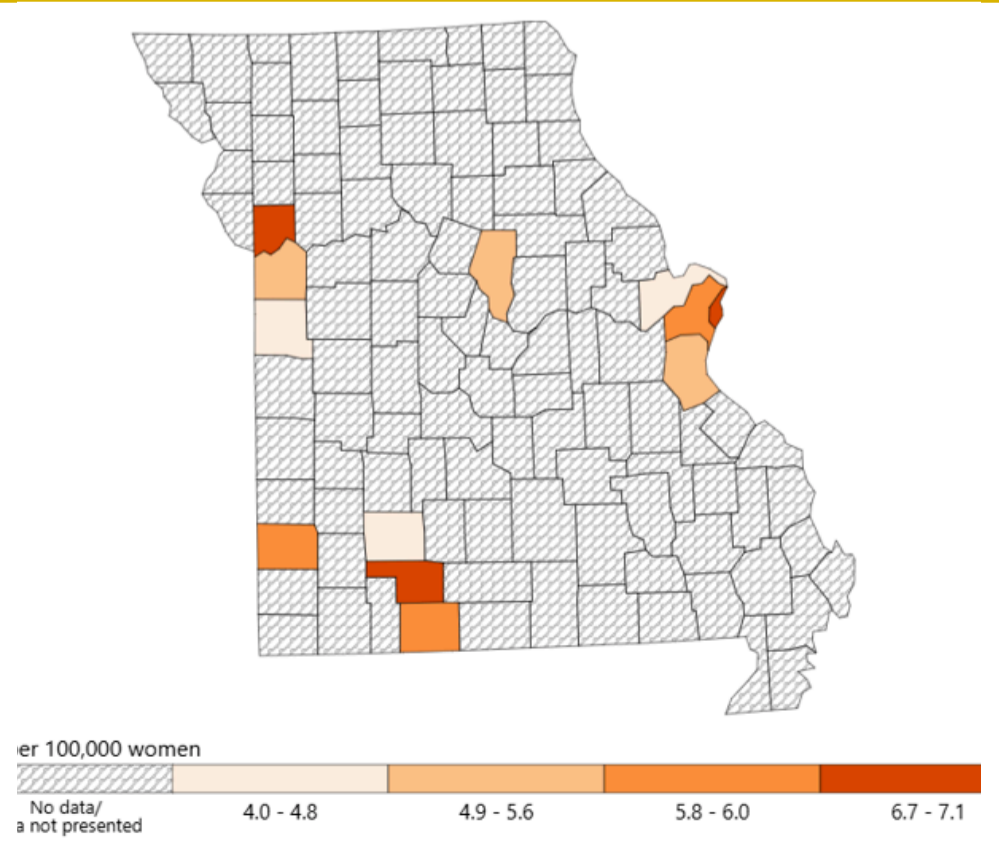 er 100,000 women
No data/
a not presented
4.0 - 4.8
4.9 - 5.6
5.8 - 6.0
6.7 - 7.1